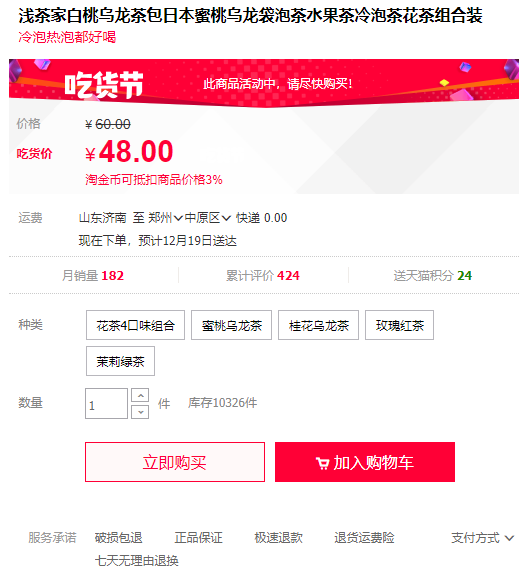 浅茶家白桃乌龙茶包日本蜜桃乌龙袋泡茶水果茶冷泡茶花茶组合装
冷泡热泡都好喝
吃货节 此商品活动中，请尽快购买！
价格 ¥ 60.00
吃货价 ¥ 48.00
淘金币可抵扣商品价格3%
运费 山东济南 至 郑州 中原区 快递 0.00
现在下单，预计12月19日送达
月销量 182 累计评价 424 送天猫积分 24
种类 花茶4口味组合 蜜桃乌龙茶 桂花乌龙茶 玫瑰红茶
茉莉绿茶
数量 1 件 库存10326件
立即购买 加入购物车
服务承诺 破损包退 正品保证 极速退款 退货运费险 支付方式
七天无理由退换